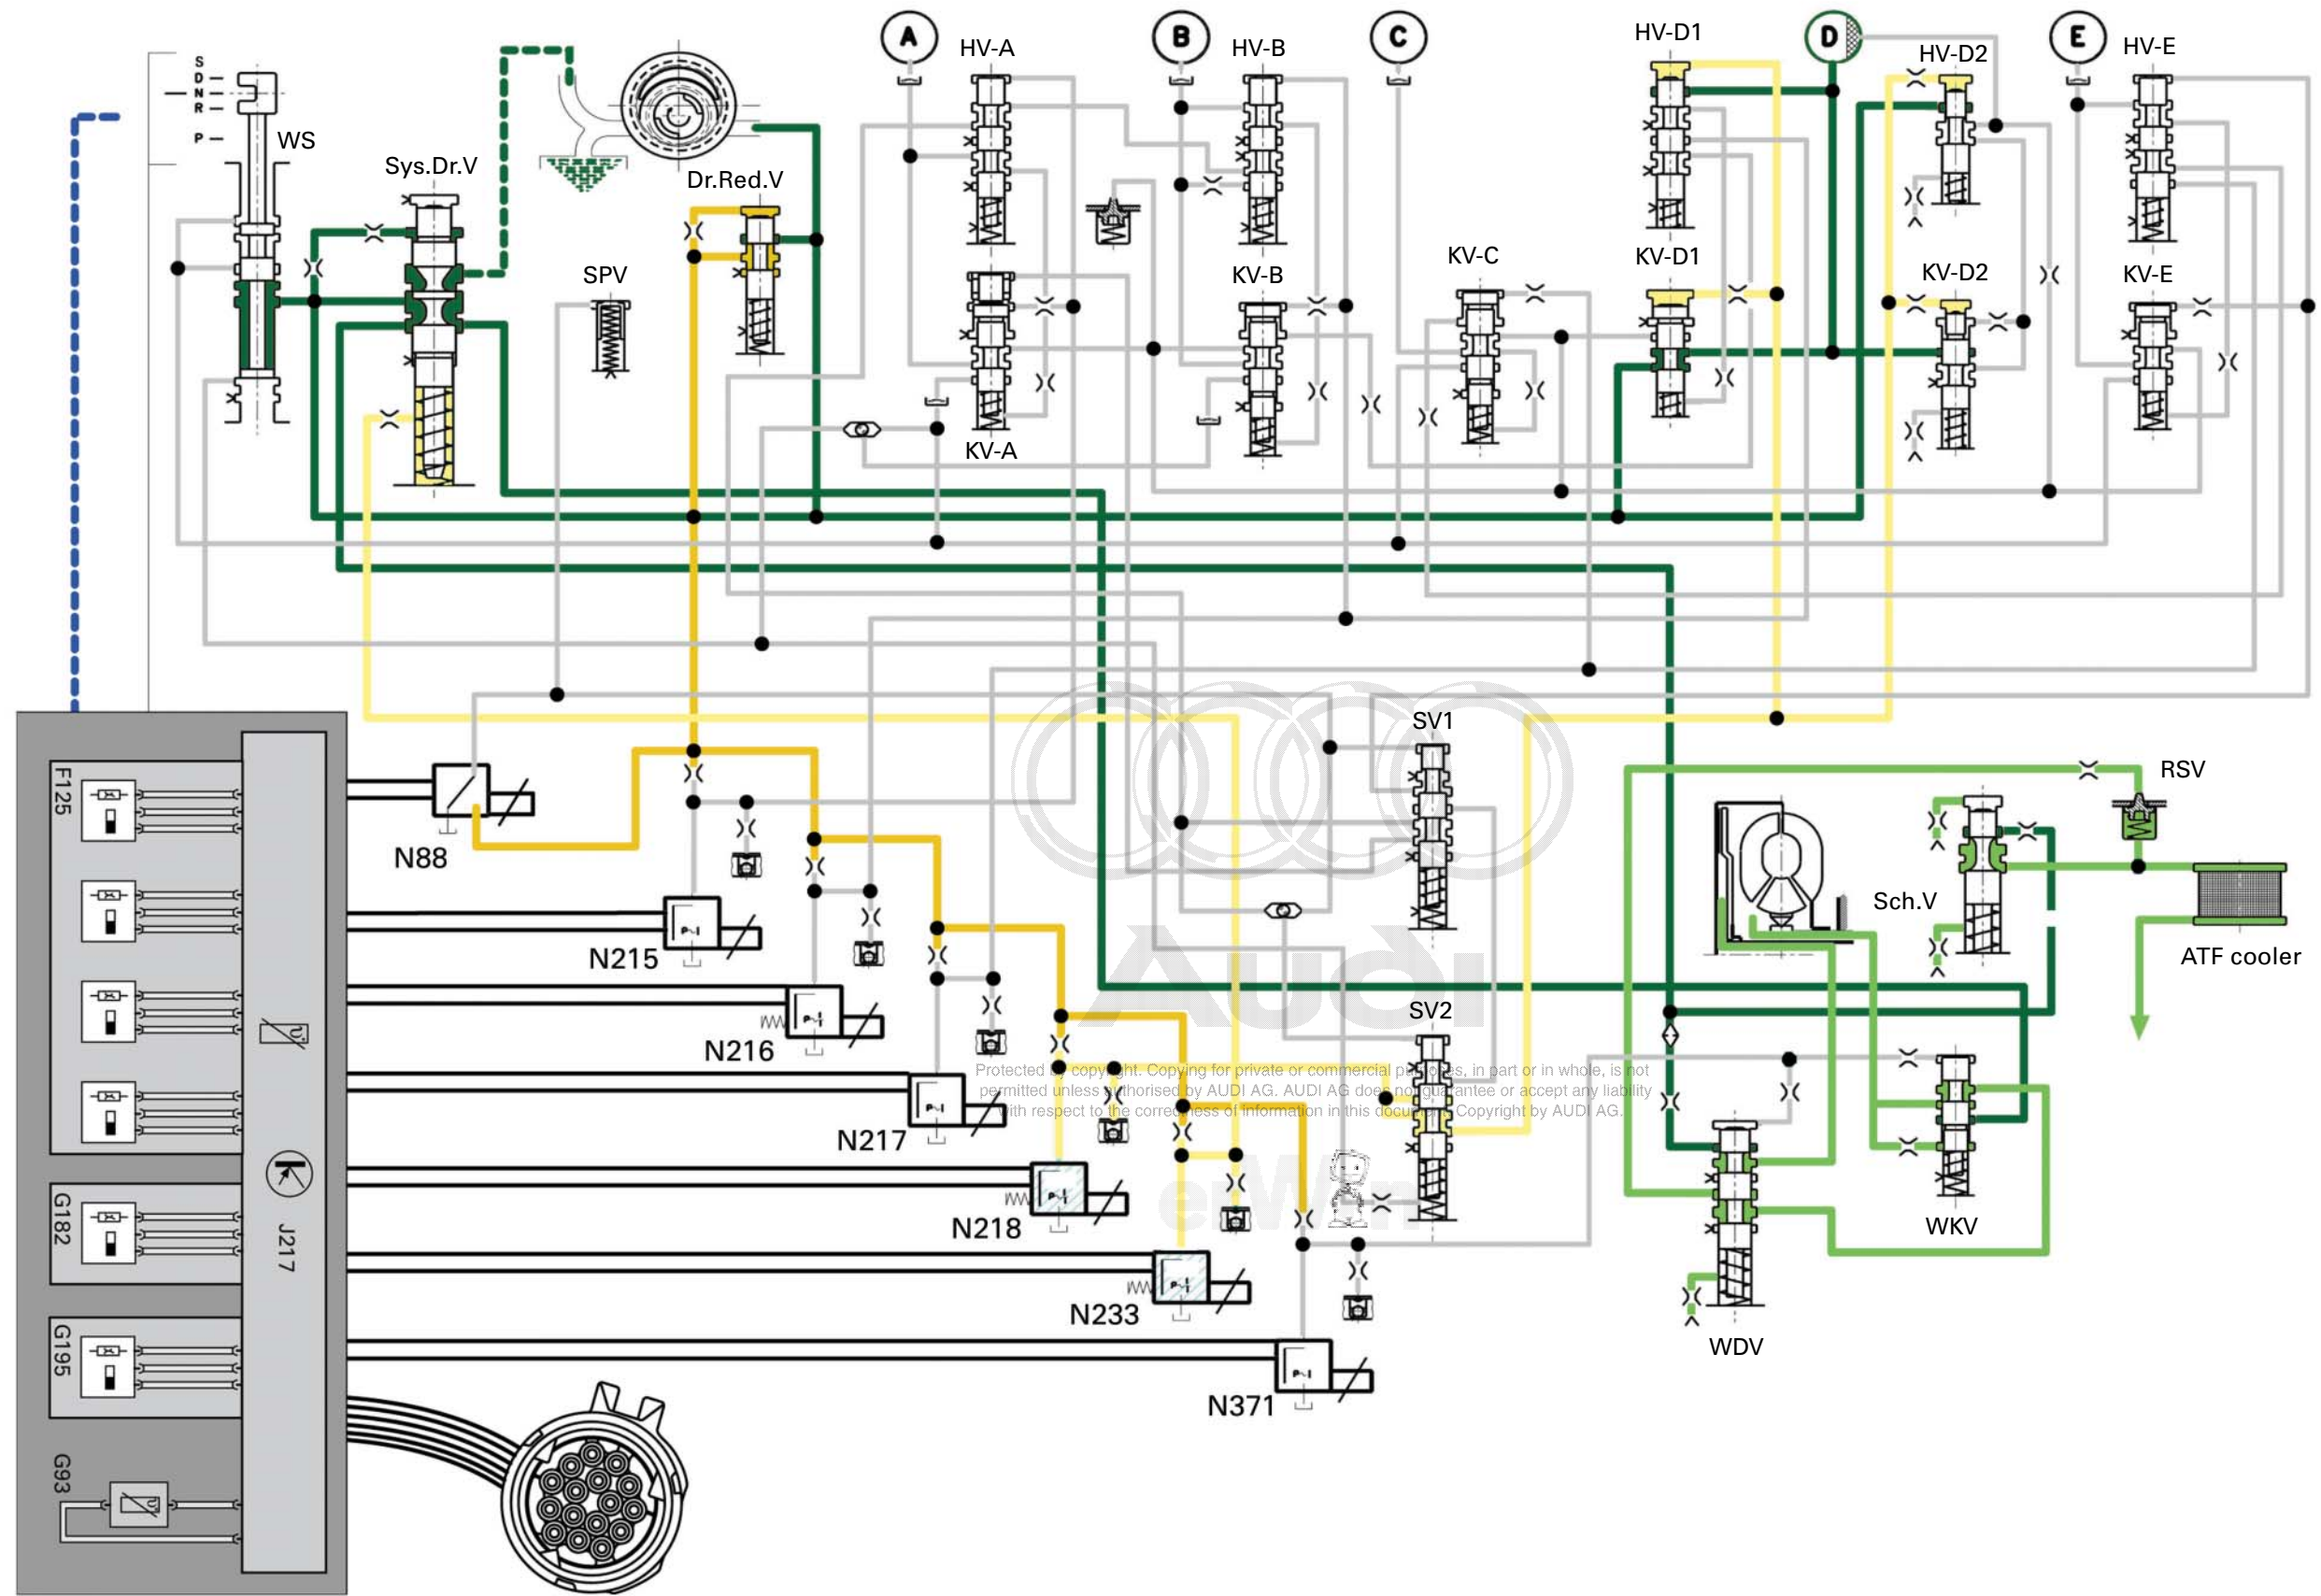 A
B
C
D
E
HV-A
HV-B
HV-D1
HV-D2
HV-E
S
D
N
R
P
WS
Sys.Dr.V
Dr.Red.V
SPV
KV-A
KV-B
KV-C
KV-D1
KV-D2
KV-E
SV1
SV2
RSV
Sch.V
ATF cooler
WKV
WDV
F125
G182
G195
G93
J217
N88
N215
N216
N217
N218
N233
N371
Audi
Protected by copyright. Copying for private or commercial purposes, in part or in whole, is not
permitted unless authorised by AUDI AG. AUDI AG does not guarantee or accept any liability
with respect to the correctness of information in this document. Copyright by AUDI AG.
erWin